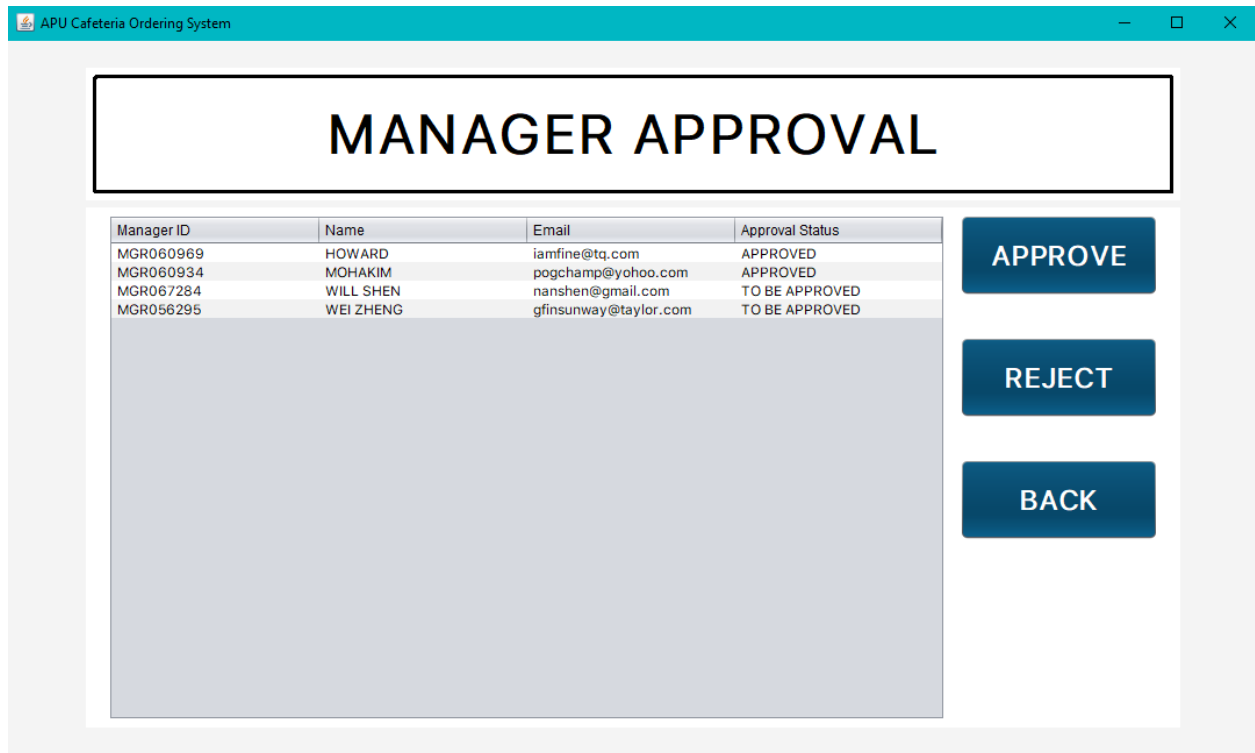 APU Cafeteria Ordering System
MANAGER APPROVAL
Manager ID Name Email Approval Status
MGR060969 HOWARD iamfine@tq.com APPROVED
MGR060934 MOHAKIM pogchamp@yohoo.com APPROVED
MGR067284 WILL SHEN nanshen@gmail.com TO BE APPROVED
MGR056295 WEI ZHENG gfinsunway@taylor.com TO BE APPROVED
APPROVE
REJECT
BACK